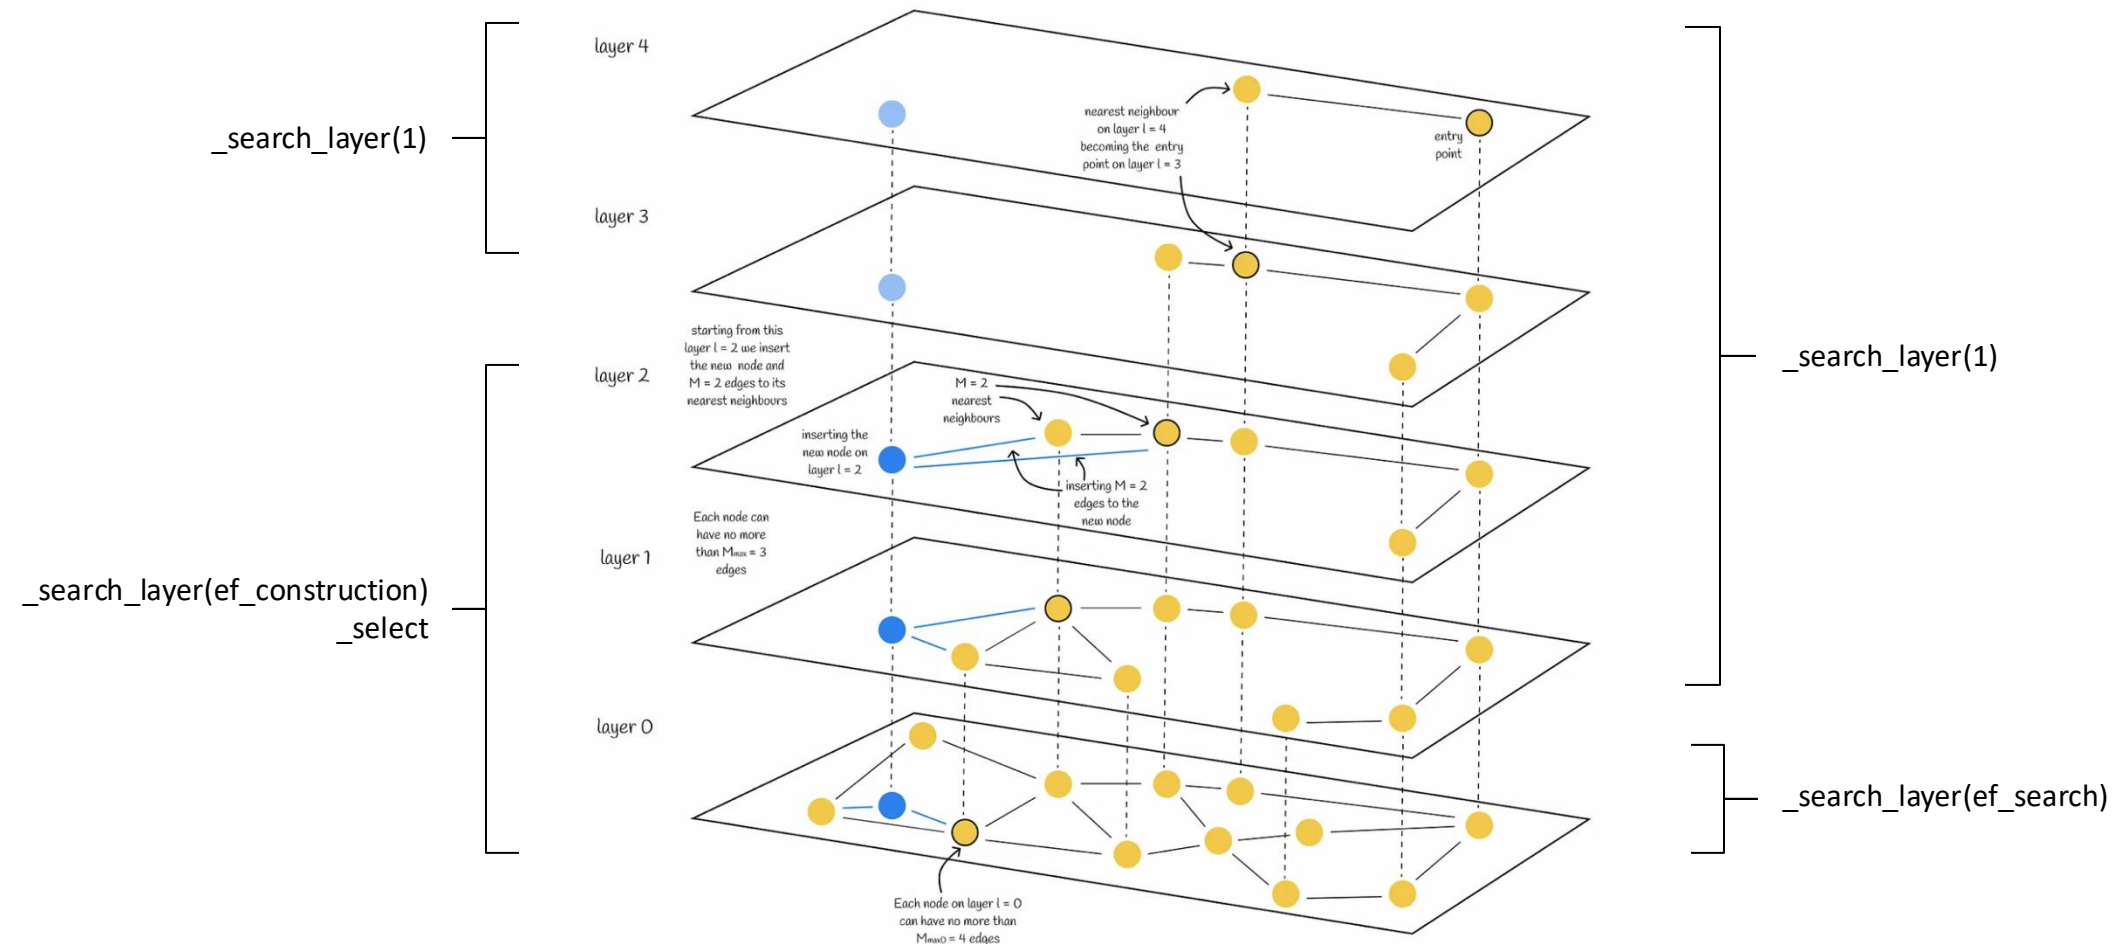 layer 4
_search_layer(1)
nearest neighbour
on layer l = 4
becoming the entry
point on layer l = 3
entry
point
layer 3
starting from this
layer l = 2 we insert
the new node and
M = 2 edges to its
nearest neighbours
_search_layer(1)
layer 2
M = 2
nearest
neighbours
inserting the
new node on
layer l = 2
inserting M = 2
edges to the
new node
Each node can
have no more
than Mmax = 3
edges
layer 1
_search_layer(ef_construction)
_select
layer 0
_search_layer(ef_search)
Each node on layer l = 0
can have no more than
Mmax0 = 4 edges